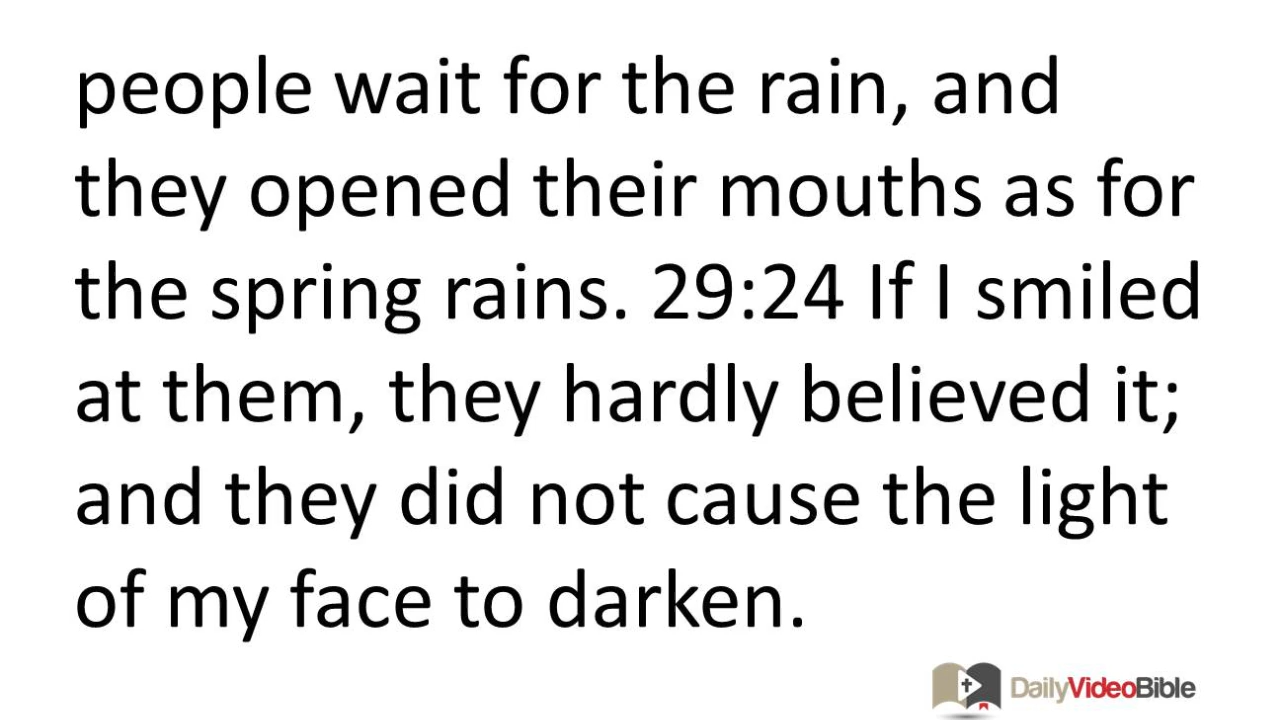 people wait for the rain, and
they opened their mouths as for
the spring rains. 29:24 If I smiled
at them, they hardly believed it;
and they did not cause the light
of my face to darken.
DailyVideoBible